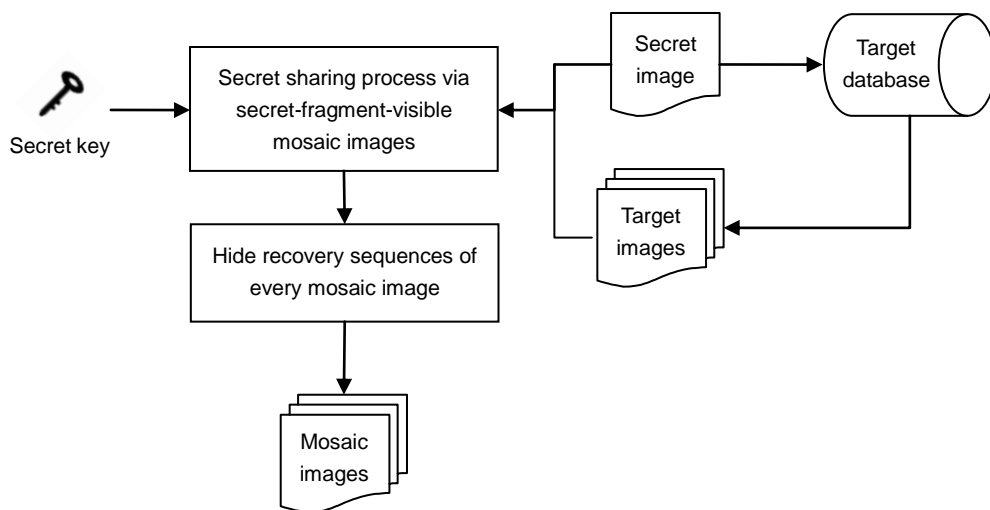 Secret key
Secret sharing process via
secret-fragment-visible
mosaic images
Secret
image
Target
database
Target
images
Hide recovery sequences of
every mosaic image
Mosaic
images